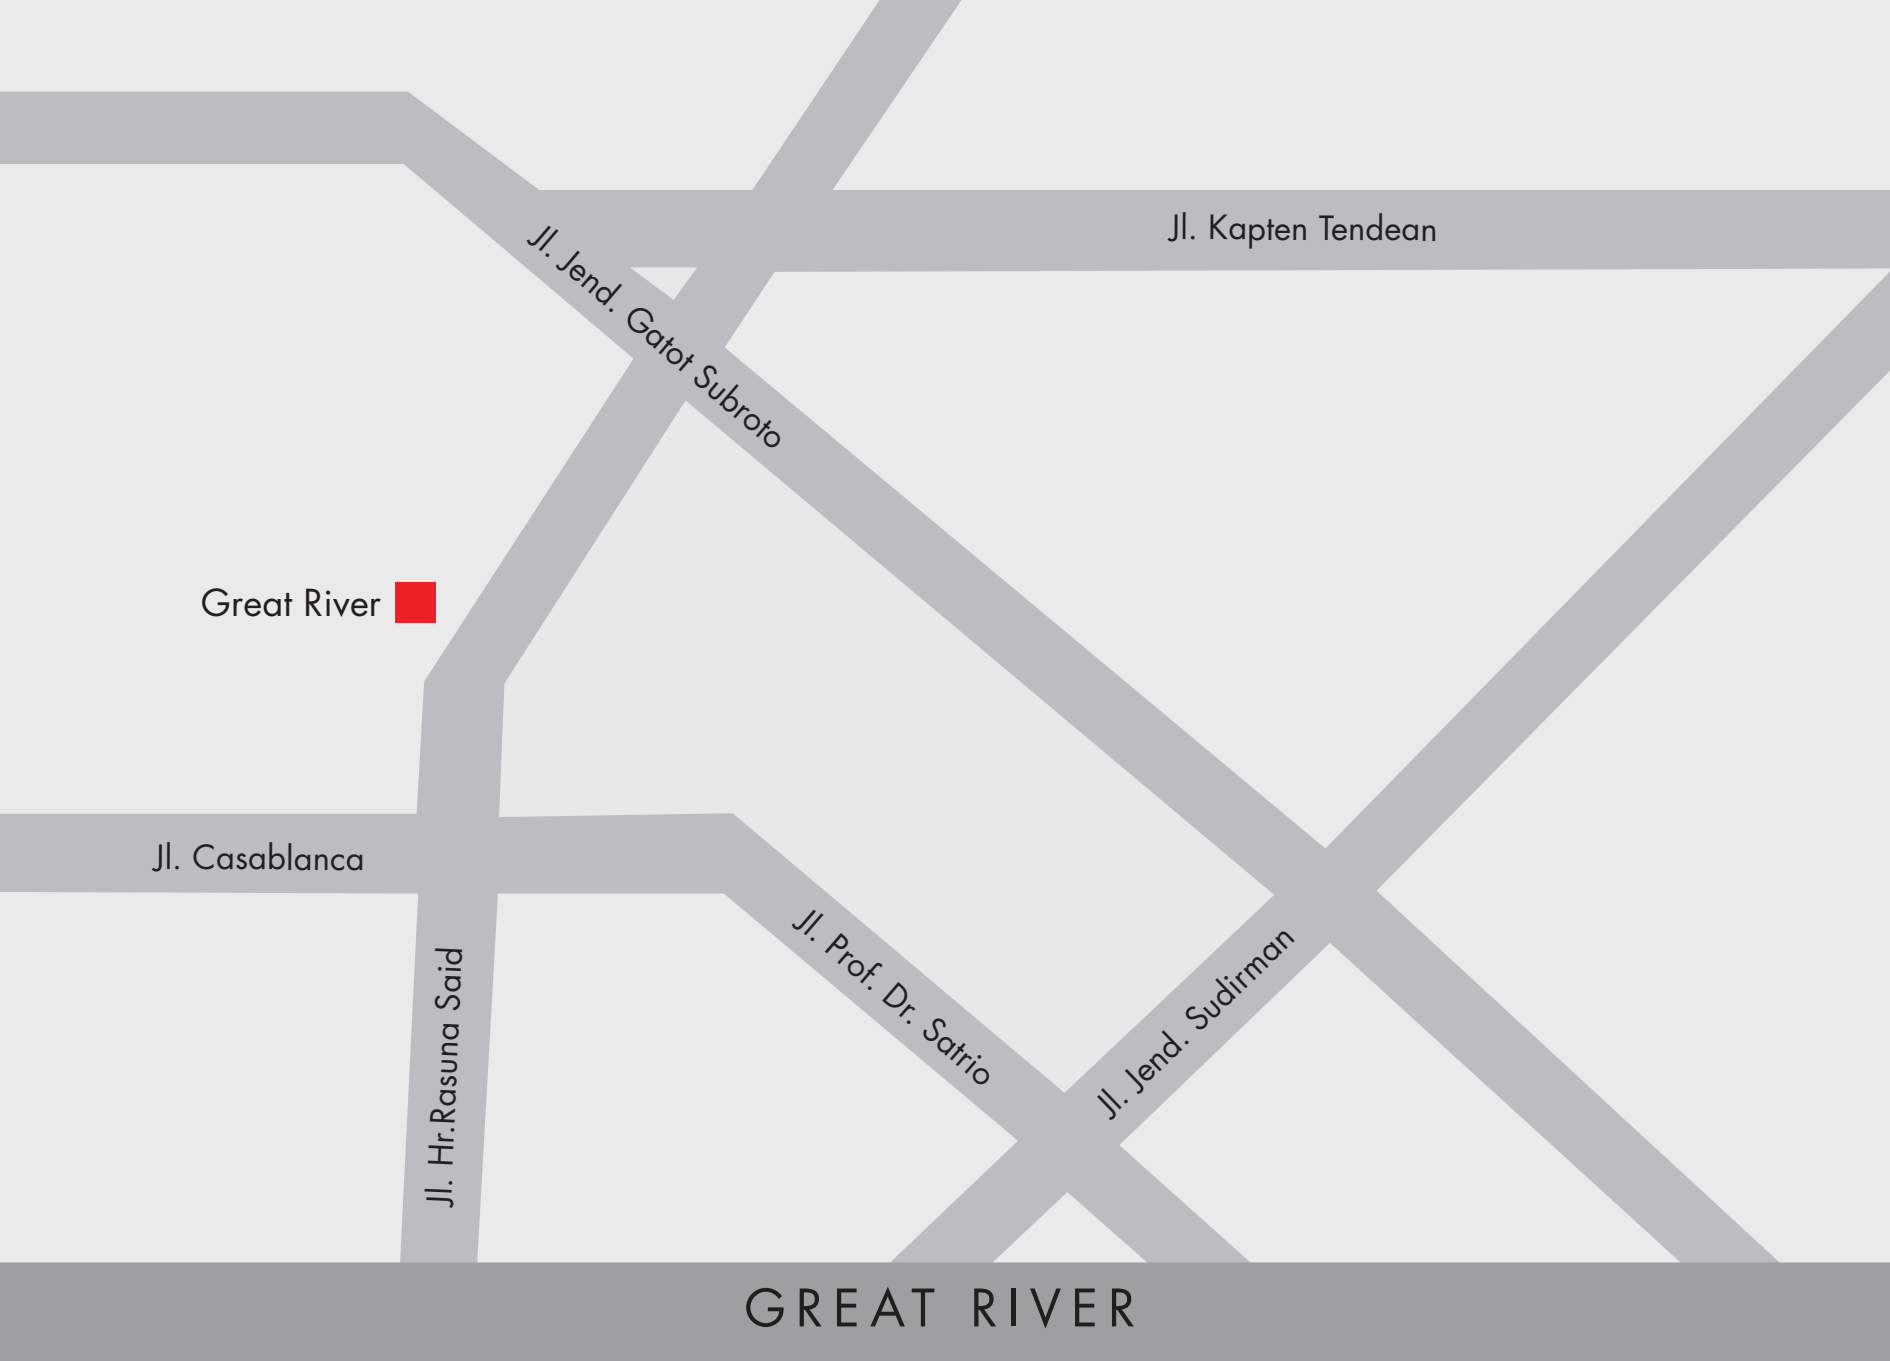 Jl. Kapten Tendean
Jl. Jend. Gatot Subroto
Great River
Jl. Casablanca
Jl. Prof. Dr. Satrio
Jl. Jend. Sudirman
Jl. Hr.Rasuna Said
GREAT RIVER